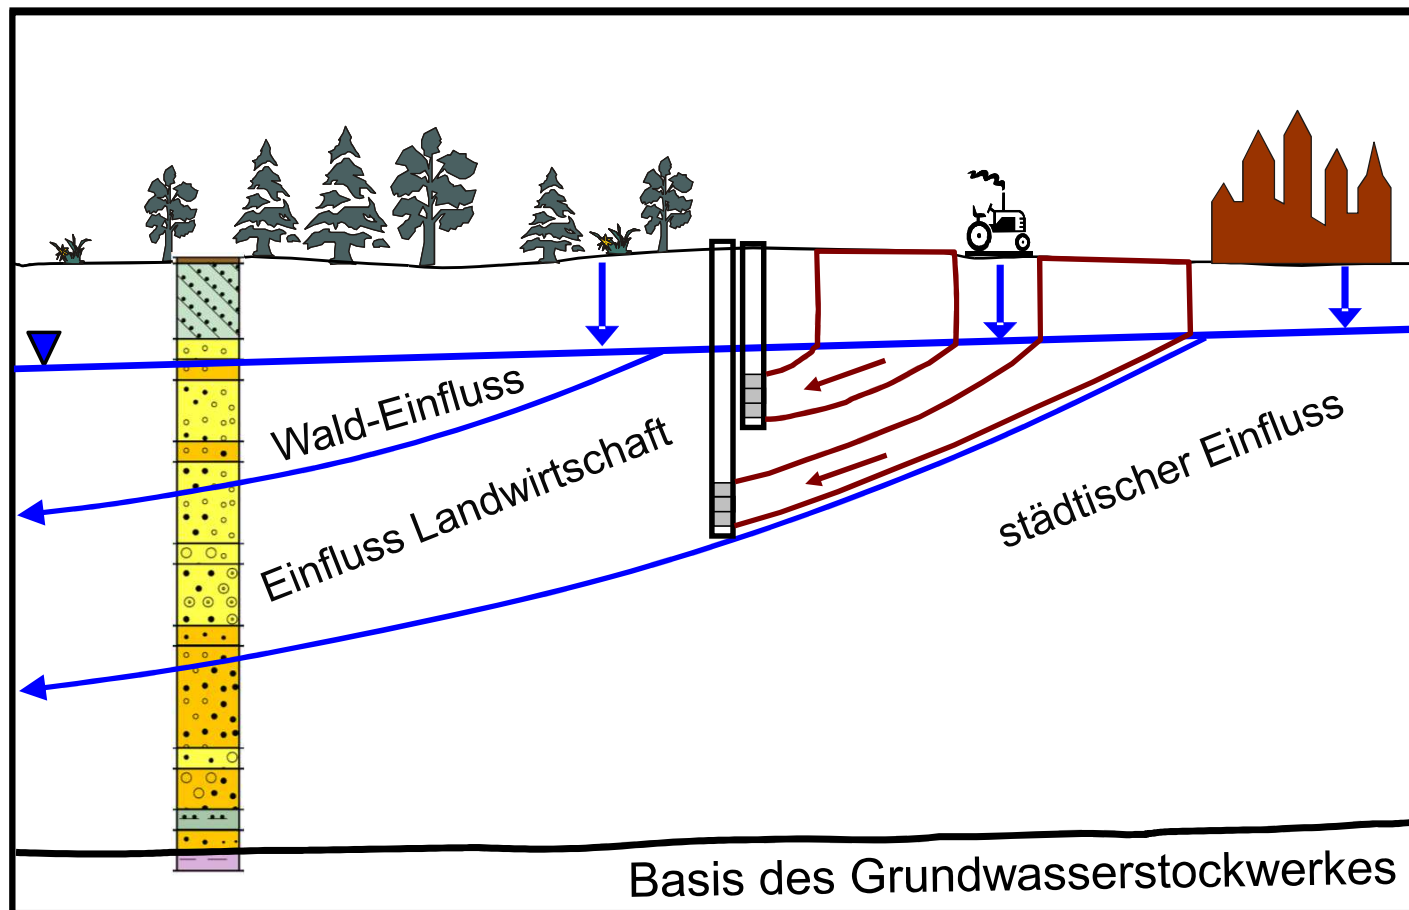 Wald-Einfluss
Einfluss Landwirtschaft
städtischer Einfluss
Basis des Grundwasserstockwerkes